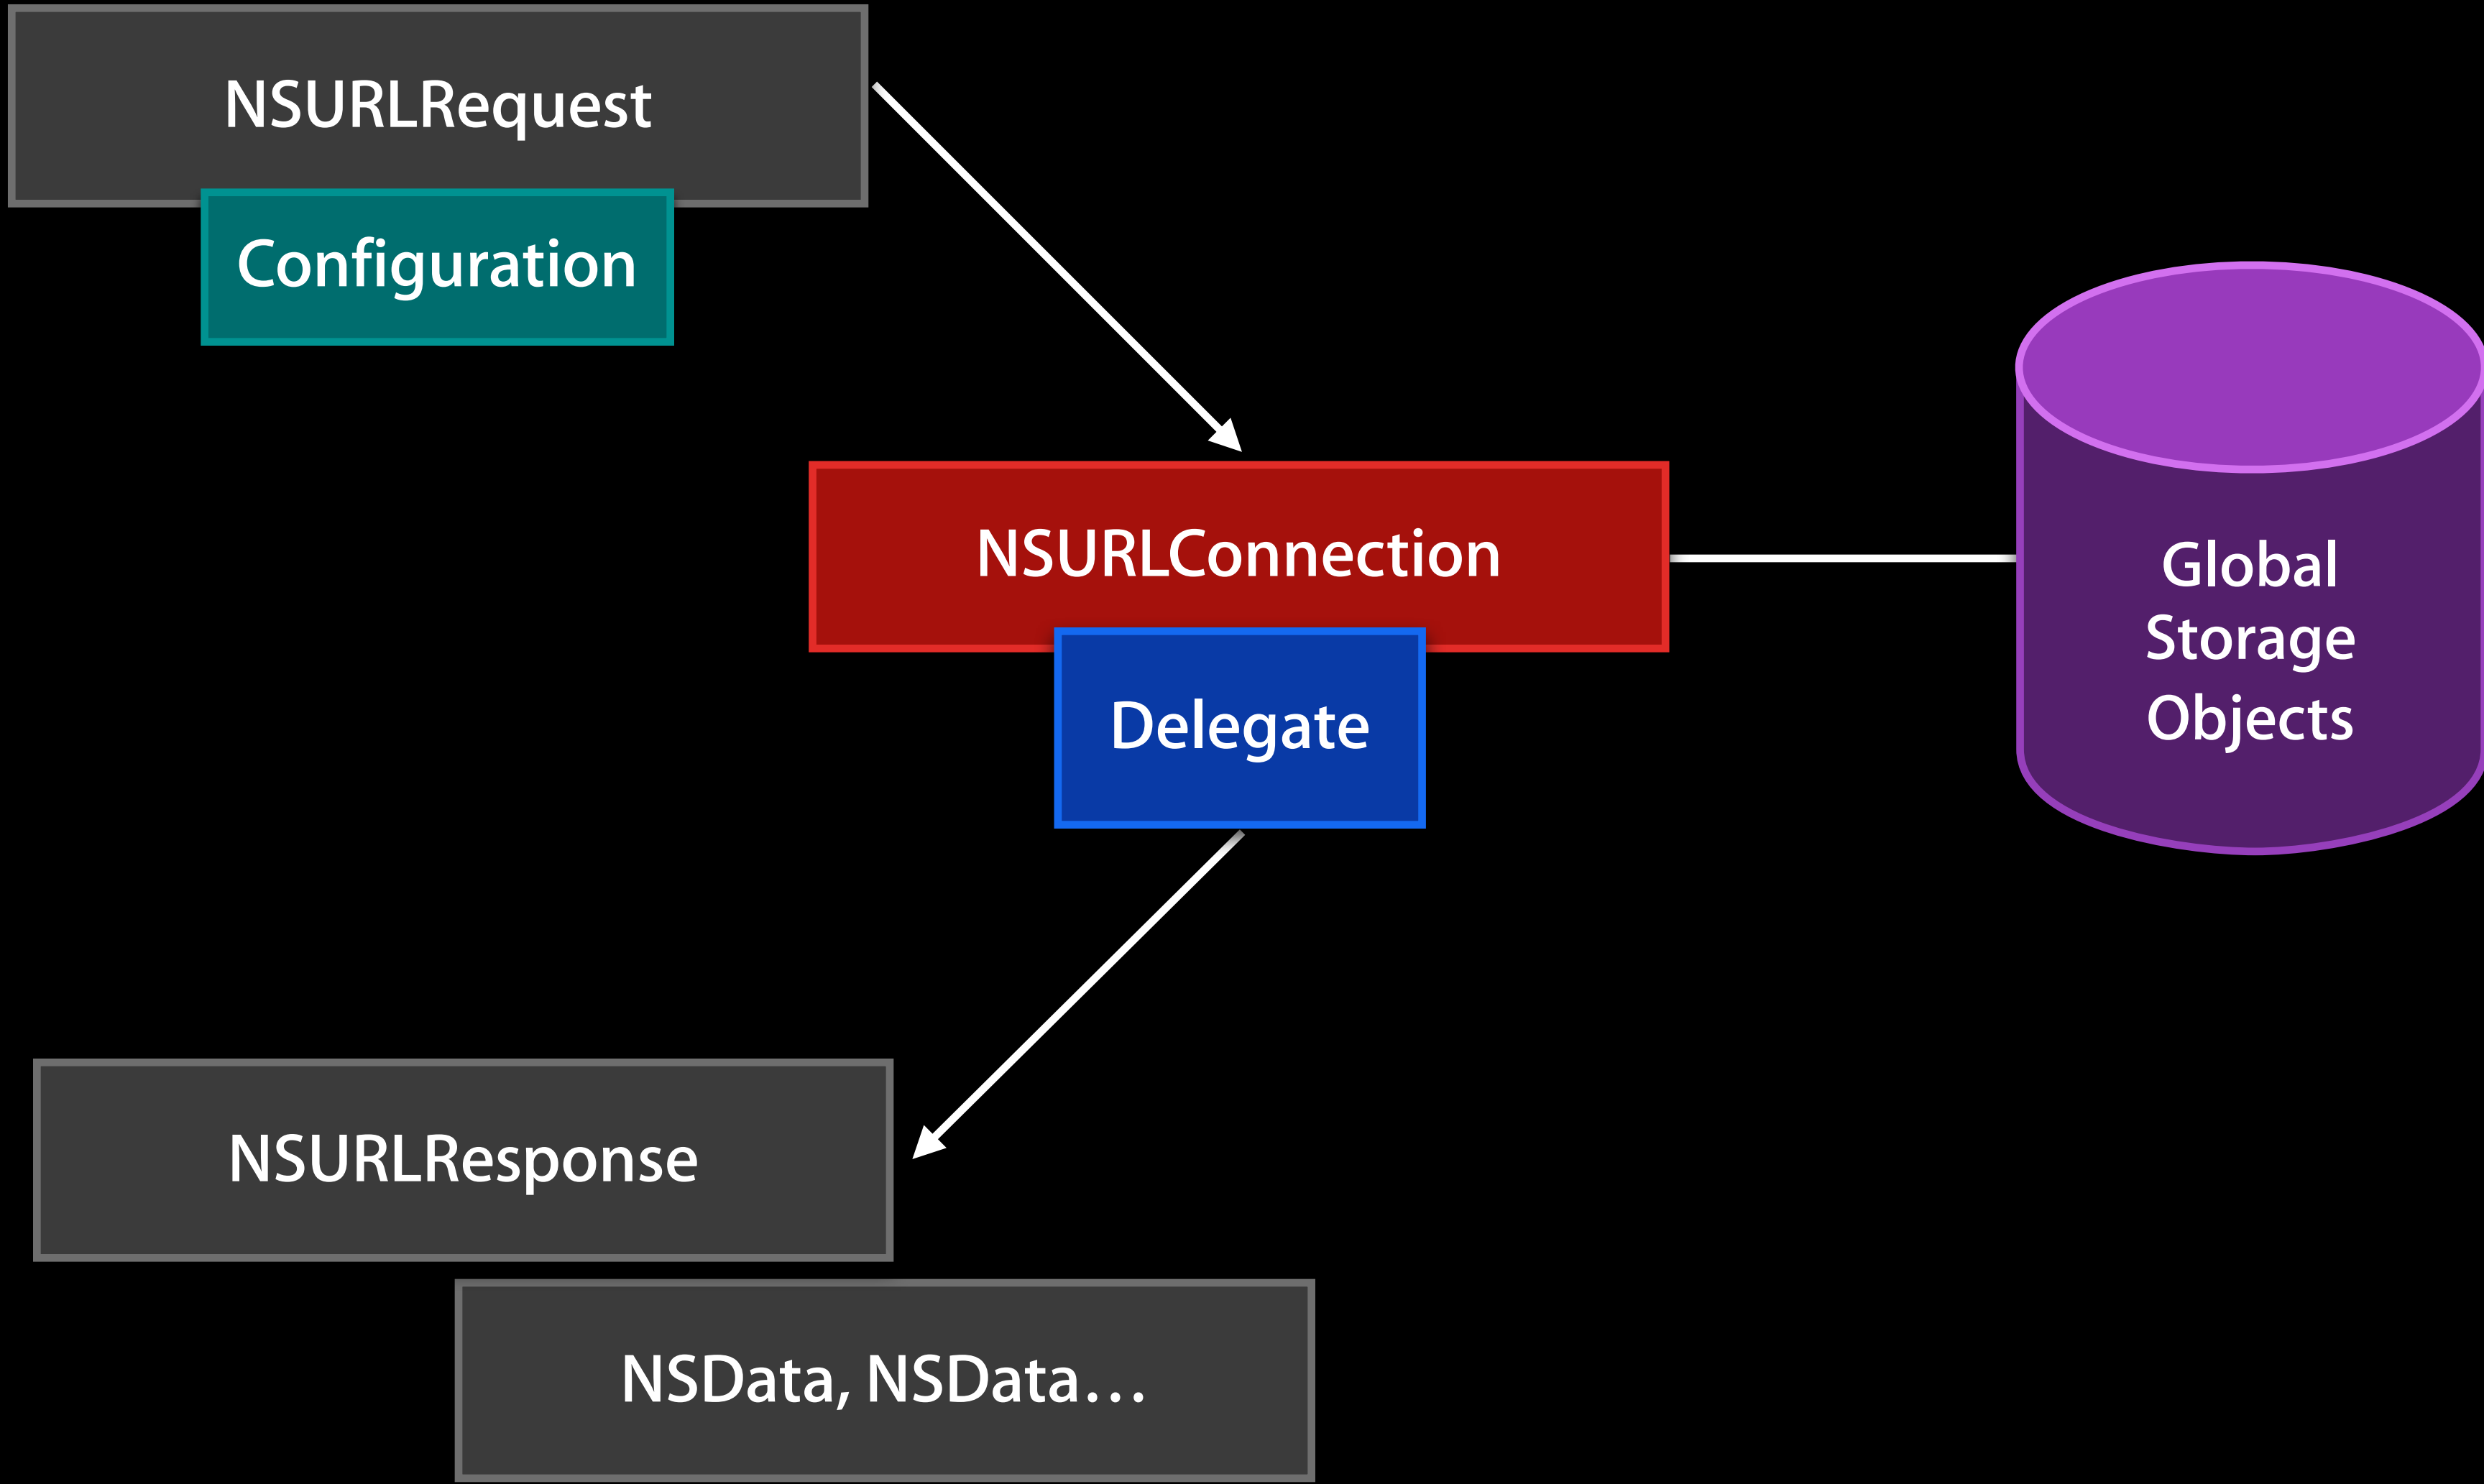 NSURLRequest
Configuration
NSURLConnection
Delegate
Global
Storage
Objects
NSURLResponse
NSData, NSData…